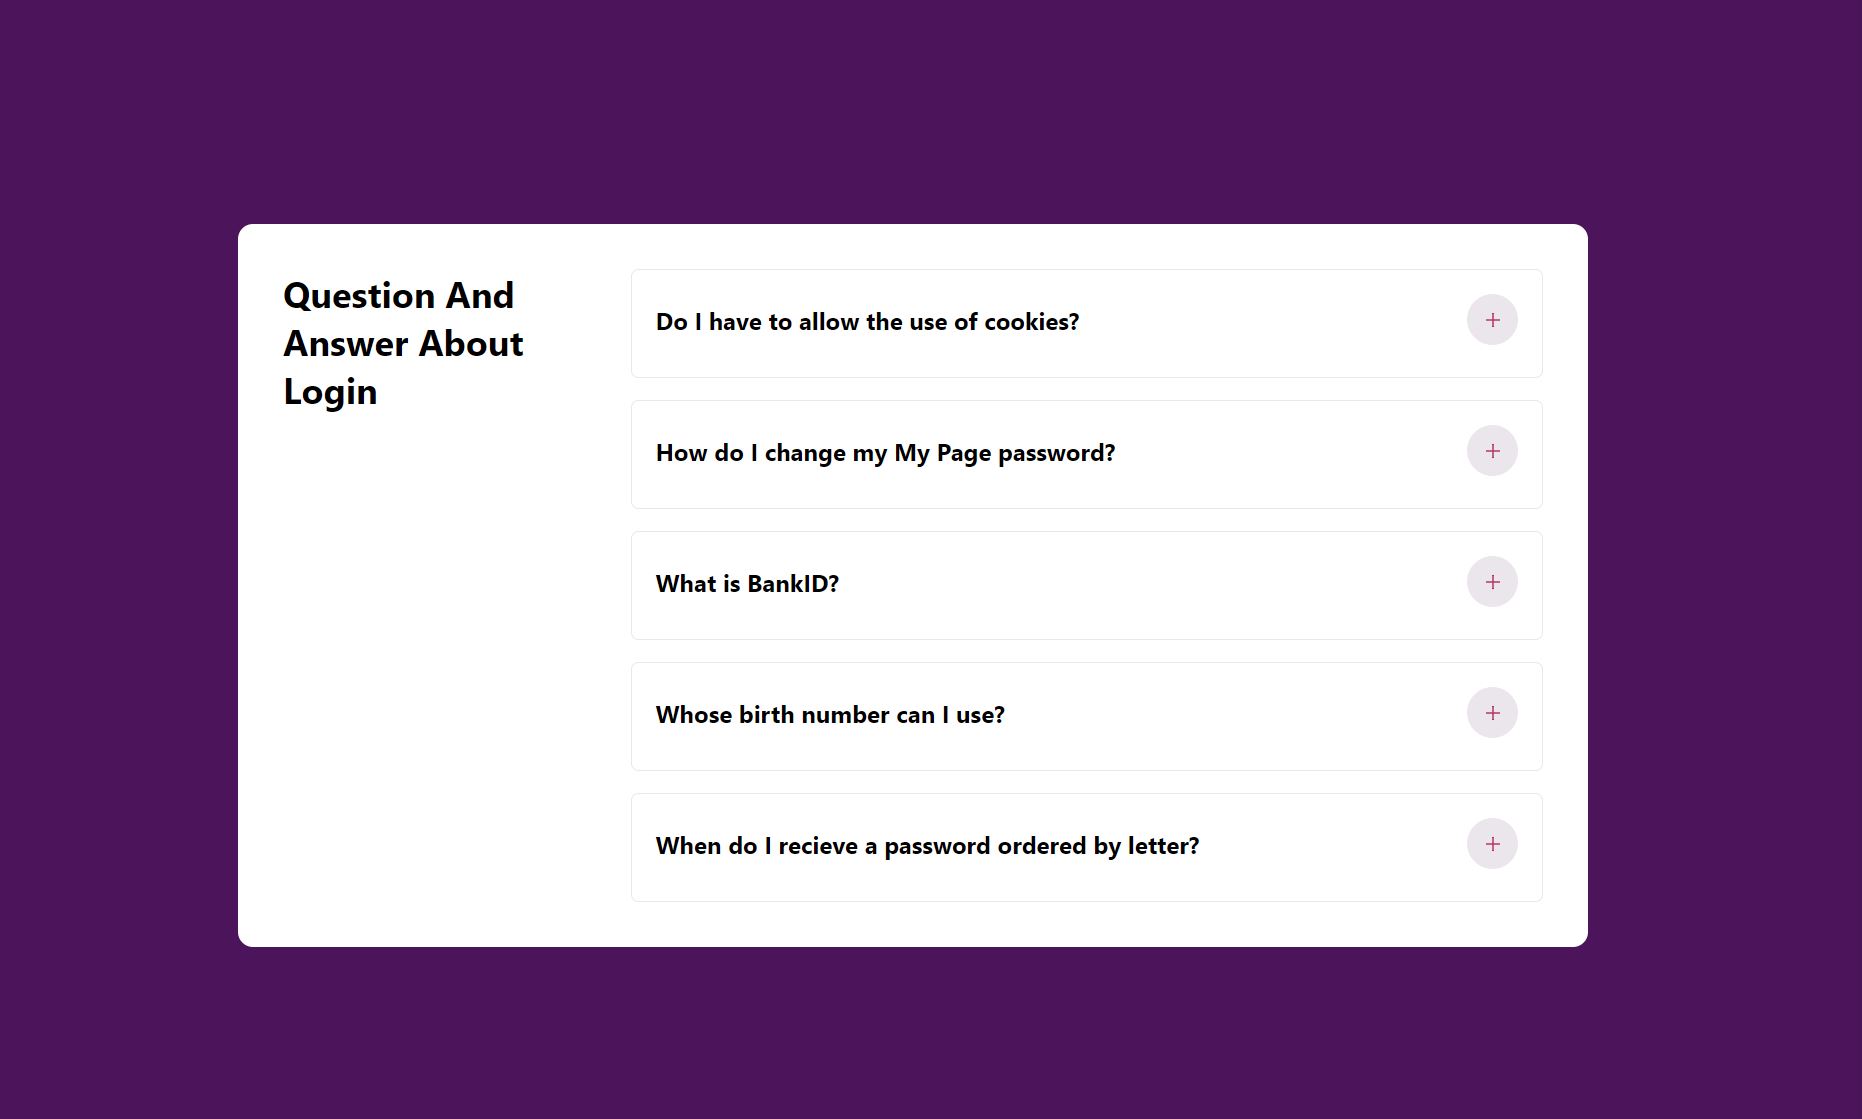 Question And
Answer About
Login
Do I have to allow the use of cookies?
How do I change my My Page password?
What is BankID?
Whose birth number can I use?
When do I recieve a password ordered by letter?